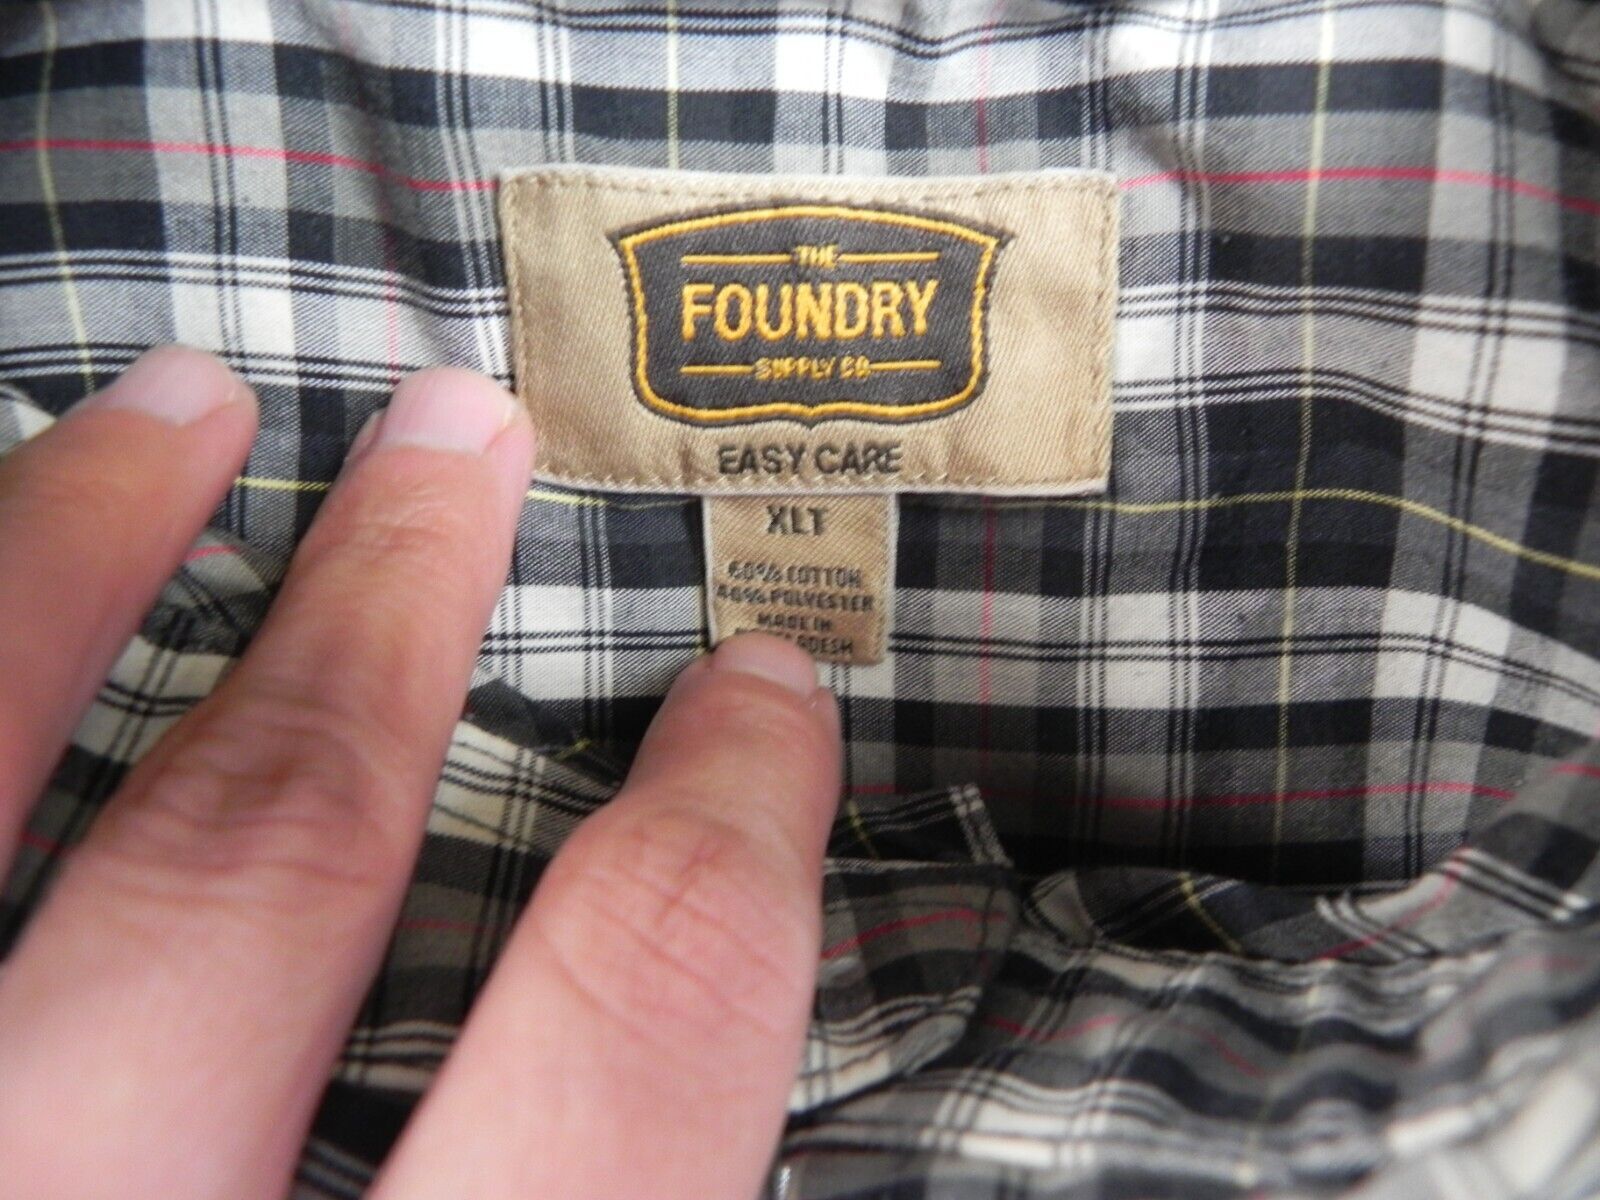 THE
FOUNDRY
SUPPLY CO
EASY CARE
XLT
60% COTTON
40% POLYESTER
MADE IN